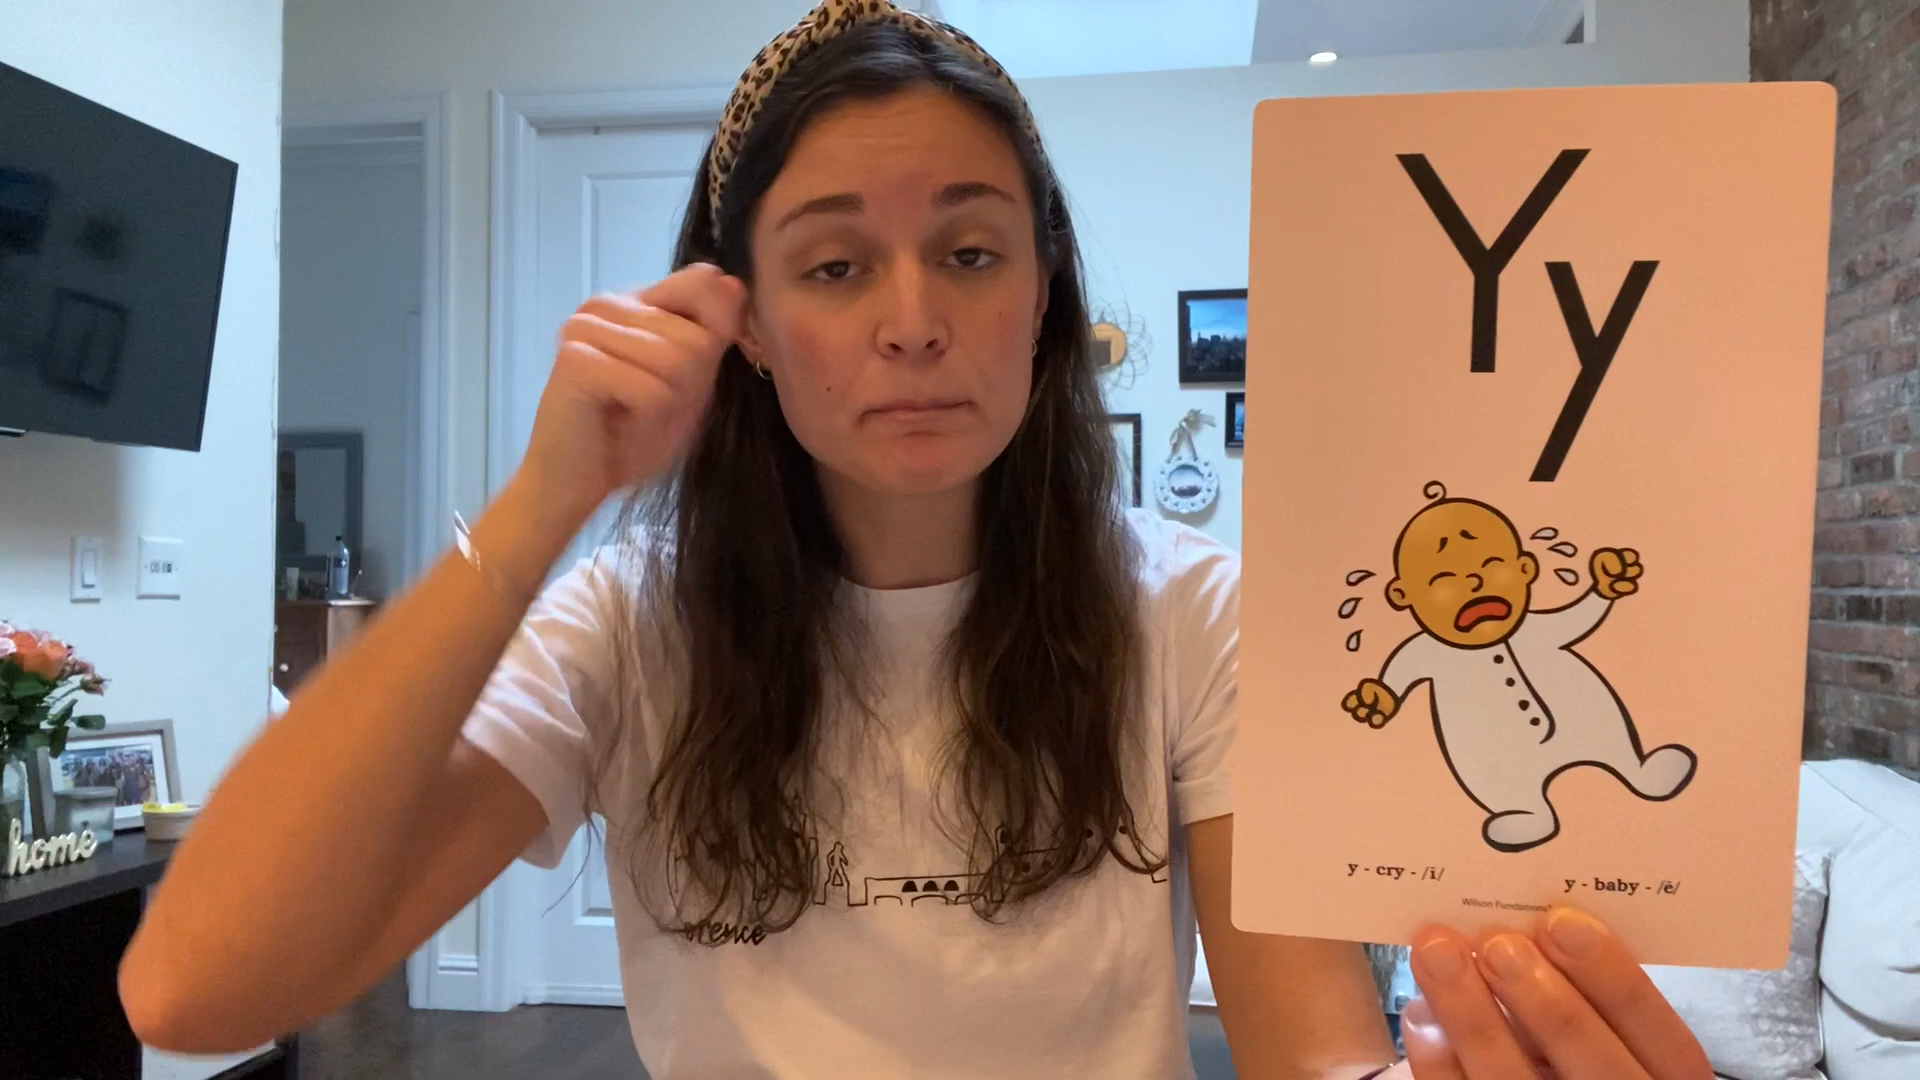 Yy
y - cry - /ī/
y - baby - /ē/
Wilson Fundations®
home